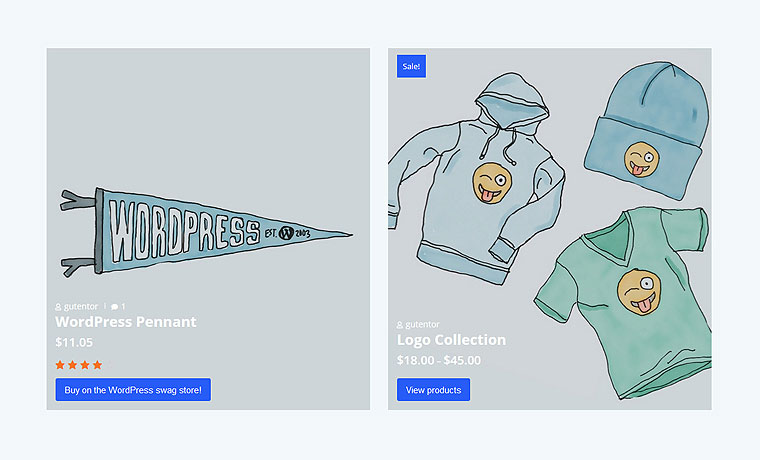 WORDPRESS EST. 2003
gutentor | 1
WordPress Pennant
$11.05
Buy on the WordPress swag store!
Sale!
gutentor
Logo Collection
$18.00 - $45.00
View products